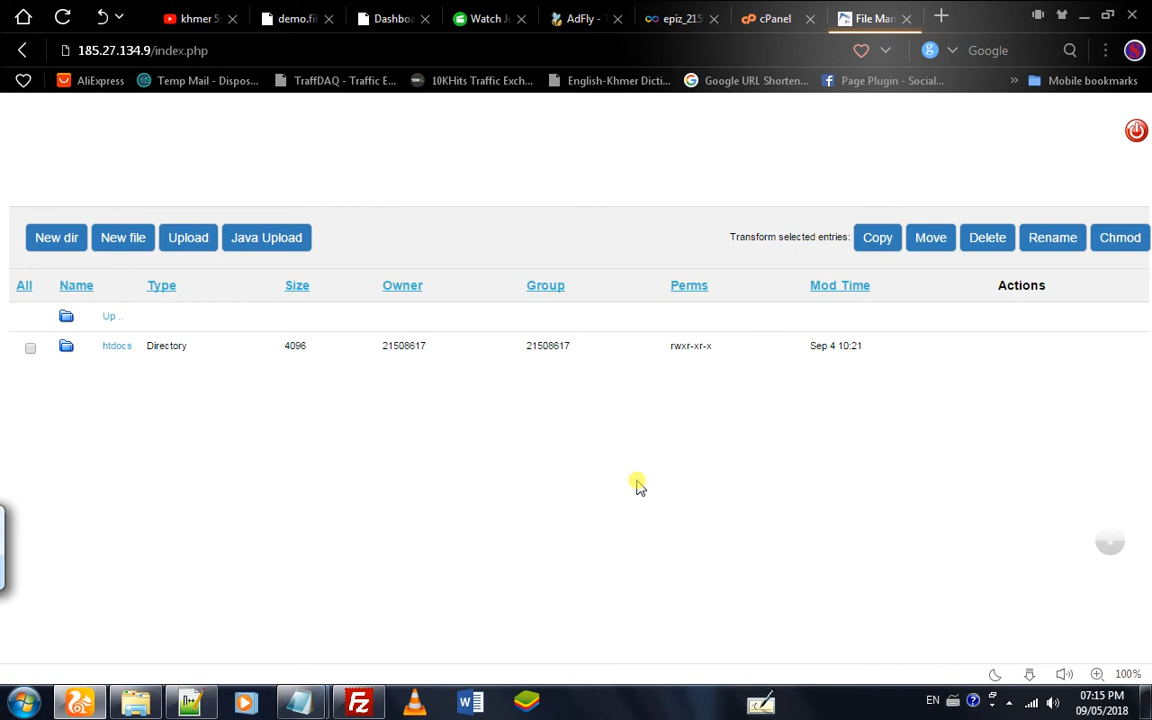 khmer 5
demo.fil
Dashboa
Watch Ju
AdFly - T
epiz_215
cPanel
File Man
185.27.134.9/index.php
Google
AliExpress
Temp Mail - Dispos...
TraffDAQ - Traffic E...
10KHits Traffic Exch...
English-Khmer Dicti...
Google URL Shorten...
Page Plugin - Social...
Mobile bookmarks
New dir
New file
Upload
Java Upload
Transform selected entries:
Copy
Move
Delete
Rename
Chmod
All
Name
Type
Size
Owner
Group
Perms
Mod Time
Actions
Up ..
htdocs
Directory
4096
21508617
21508617
rwxr-xr-x
Sep 4 10:21
100%
EN
07:15 PM
09/05/2018